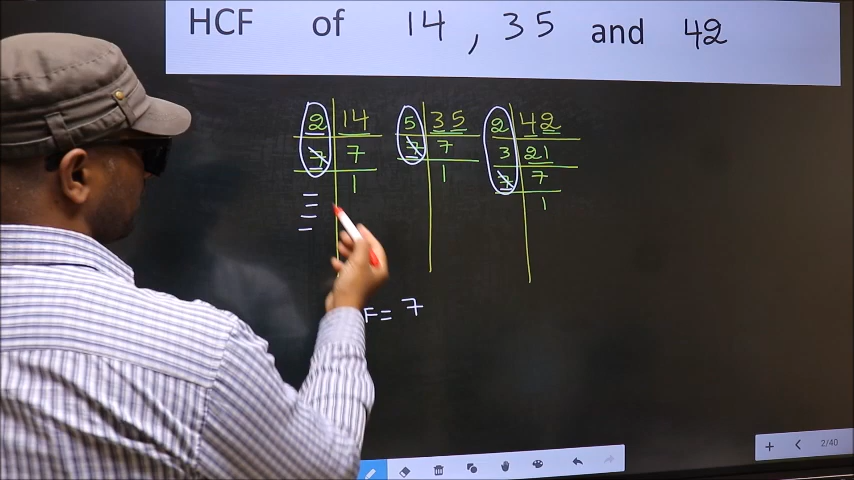 HCF of 14 , 35 and 42
2 14 5 35 2 42
7 7 7 7 3 21
1 1 7 7
1
F = 7
2/40